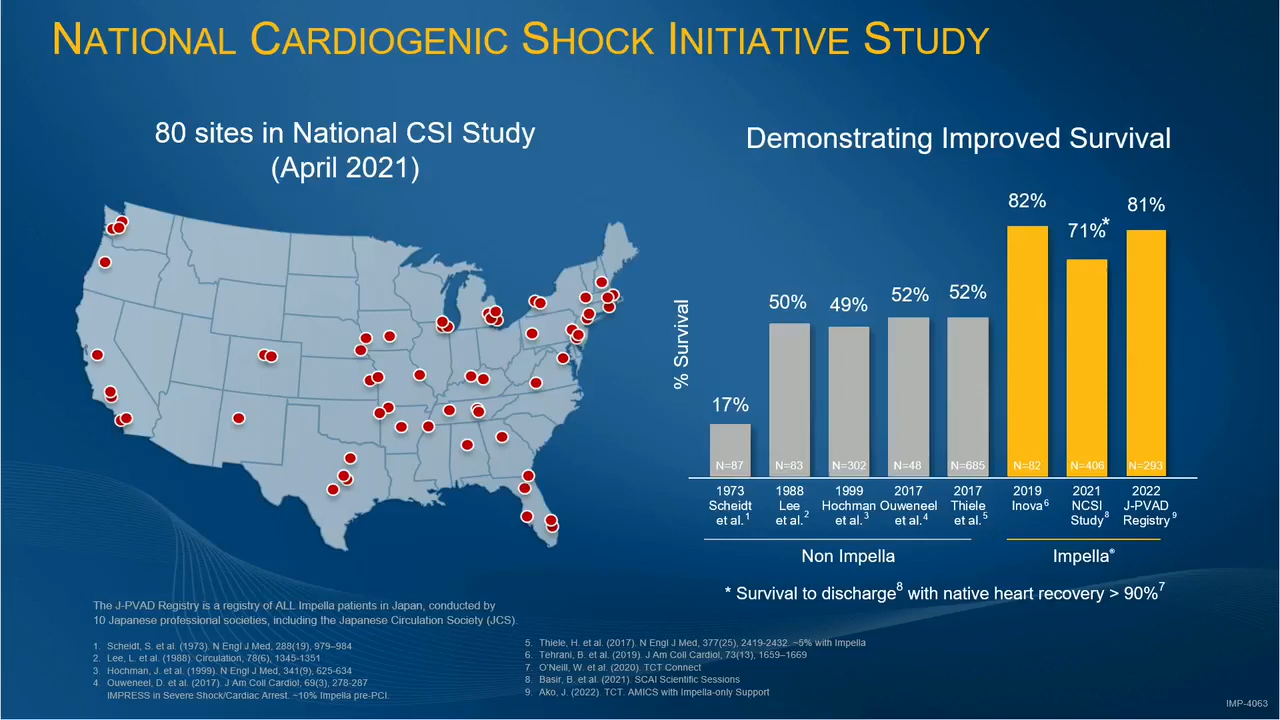 NATIONAL CARDIOGENIC SHOCK INITIATIVE STUDY
80 sites in National CSI Study
(April 2021)
Demonstrating Improved Survival
% Survival
17%
50%
49%
52%
52%
82%
71%*
81%
N=87
N=83
N=302
N=48
N=685
N=82
N=406
N=293
1973
Scheidt
et al.1
1988
Lee
et al.2
1999
Hochman
et al.3
2017
Ouweneel
et al.4
2017
Thiele
et al.5
2019
Inova6
2021
NCSI
Study8
2022
J-PVAD
Registry9
Non Impella
Impella®
* Survival to discharge8 with native heart recovery > 90%7
The J-PVAD Registry is a registry of ALL Impella patients in Japan, conducted by
10 Japanese professional societies, including the Japanese Circulation Society (JCS).
1. Scheidt, S. et al. (1973). N Engl J Med, 288(19), 979–984
2. Lee, L. et al. (1988). Circulation, 78(6), 1345-1351
3. Hochman, J. et al. (1999). N Engl J Med, 341(9), 625-634
4. Ouweneel, D. et al. (2017). J Am Coll Cardiol, 69(3), 278-287
IMPRESS in Severe Shock/Cardiac Arrest. ~10% Impella pre-PCI.
5. Thiele, H. et al. (2017). N Engl J Med, 377(25), 2419-2432. ~5% with Impella
6. Tehrani, B. et al. (2019). J Am Coll Cardiol, 73(13), 1659–1669
7. O'Neill, W. et al. (2020). TCT Connect
8. Basir, B. et al. (2021). SCAI Scientific Sessions
9. Ako, J. (2022). TCT. AMICS with Impella-only Support
IMP-4063